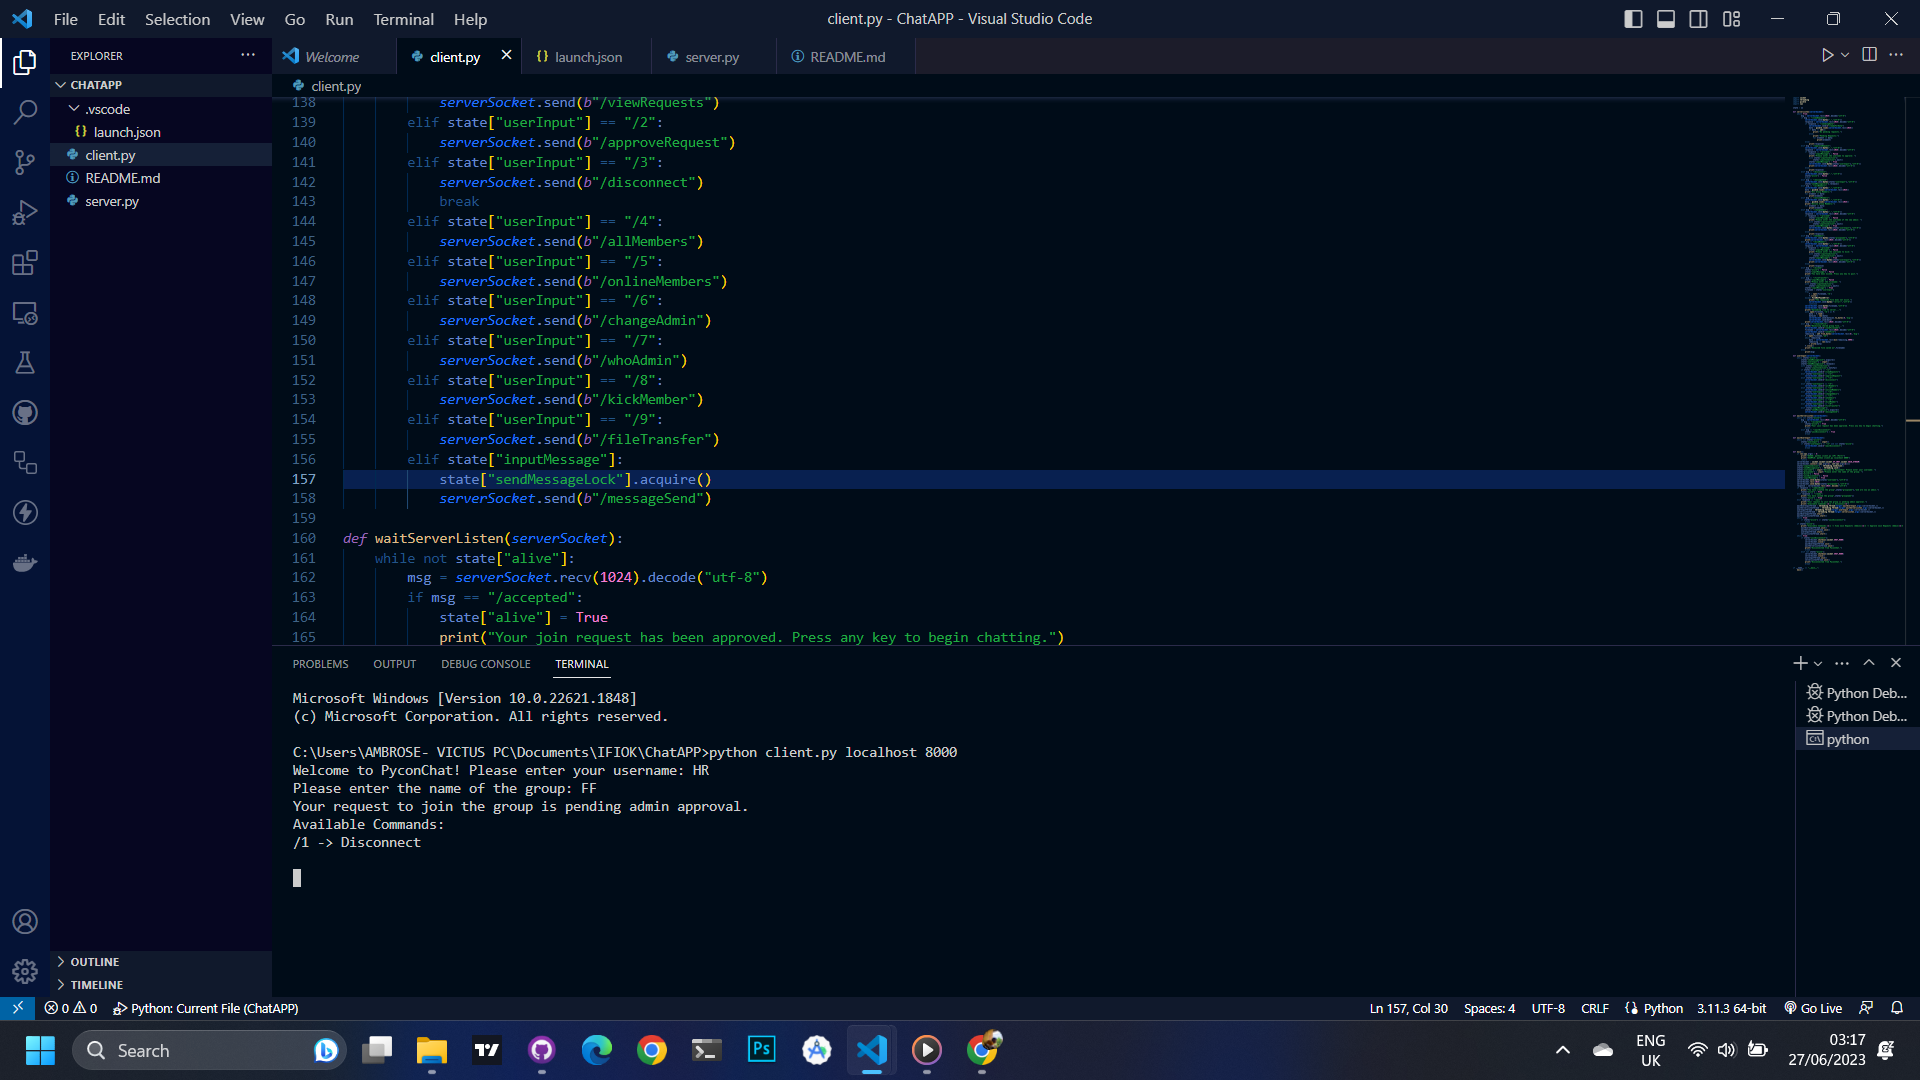 File Edit Selection View Go Run Terminal Help
client.py - ChatAPP - Visual Studio Code
EXPLORER
CHATAPP
.vscode
launch.json
client.py
README.md
server.py
OUTLINE
TIMELINE
Welcome
client.py
launch.json
server.py
README.md
client.py
138 serverSocket.send(b"/viewRequests")
139 elif state["userInput"] == "/2":
140 serverSocket.send(b"/approveRequest")
141 elif state["userInput"] == "/3":
142 serverSocket.send(b"/disconnect")
143 break
144 elif state["userInput"] == "/4":
145 serverSocket.send(b"/allMembers")
146 elif state["userInput"] == "/5":
147 serverSocket.send(b"/onlineMembers")
148 elif state["userInput"] == "/6":
149 serverSocket.send(b"/changeAdmin")
150 elif state["userInput"] == "/7":
151 serverSocket.send(b"/whoAdmin")
152 elif state["userInput"] == "/8":
153 serverSocket.send(b"/kickMember")
154 elif state["userInput"] == "/9":
155 serverSocket.send(b"/fileTransfer")
156 elif state["inputMessage"]:
157 state["sendMessageLock"].acquire()
158 serverSocket.send(b"/messageSend")
159
160 def waitServerListen(serverSocket):
161 while not state["alive"]:
162 msg = serverSocket.recv(1024).decode("utf-8")
163 if msg == "/accepted":
164 state["alive"] = True
165 print("Your join request has been approved. Press any key to begin chatting.")
PROBLEMS OUTPUT DEBUG CONSOLE TERMINAL
Microsoft Windows [Version 10.0.22621.1848]
(c) Microsoft Corporation. All rights reserved.
C:\Users\AMBROSE- VICTUS PC\Documents\IFIOK\ChatAPP>python client.py localhost 8000
Welcome to PyconChat! Please enter your username: HR
Please enter the name of the group: FF
Your request to join the group is pending admin approval.
Available Commands:
/1 -> Disconnect
Python Deb...
Python Deb...
python
0 0 Python: Current File (ChatAPP)
Ln 157, Col 30 Spaces: 4 UTF-8 CRLF Python 3.11.3 64-bit Go Live
Search
Ps
ENG
UK
03:17
27/06/2023